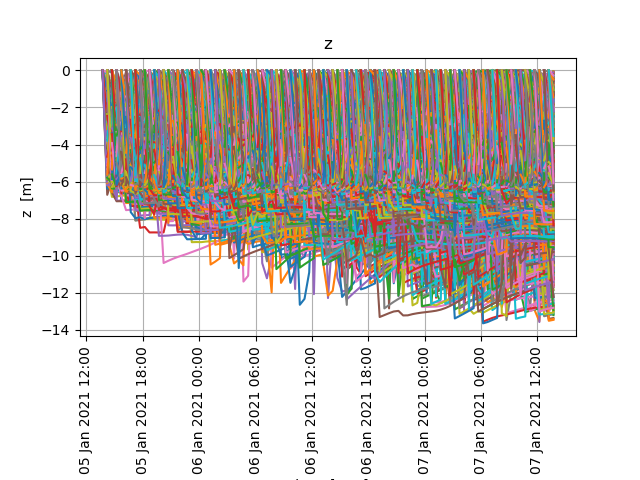 z
0
−2
−4
−6
−8
−10
−12
−14
z [m]
05 Jan 2021 12:00
05 Jan 2021 18:00
06 Jan 2021 00:00
06 Jan 2021 06:00
06 Jan 2021 12:00
06 Jan 2021 18:00
07 Jan 2021 00:00
07 Jan 2021 06:00
07 Jan 2021 12:00